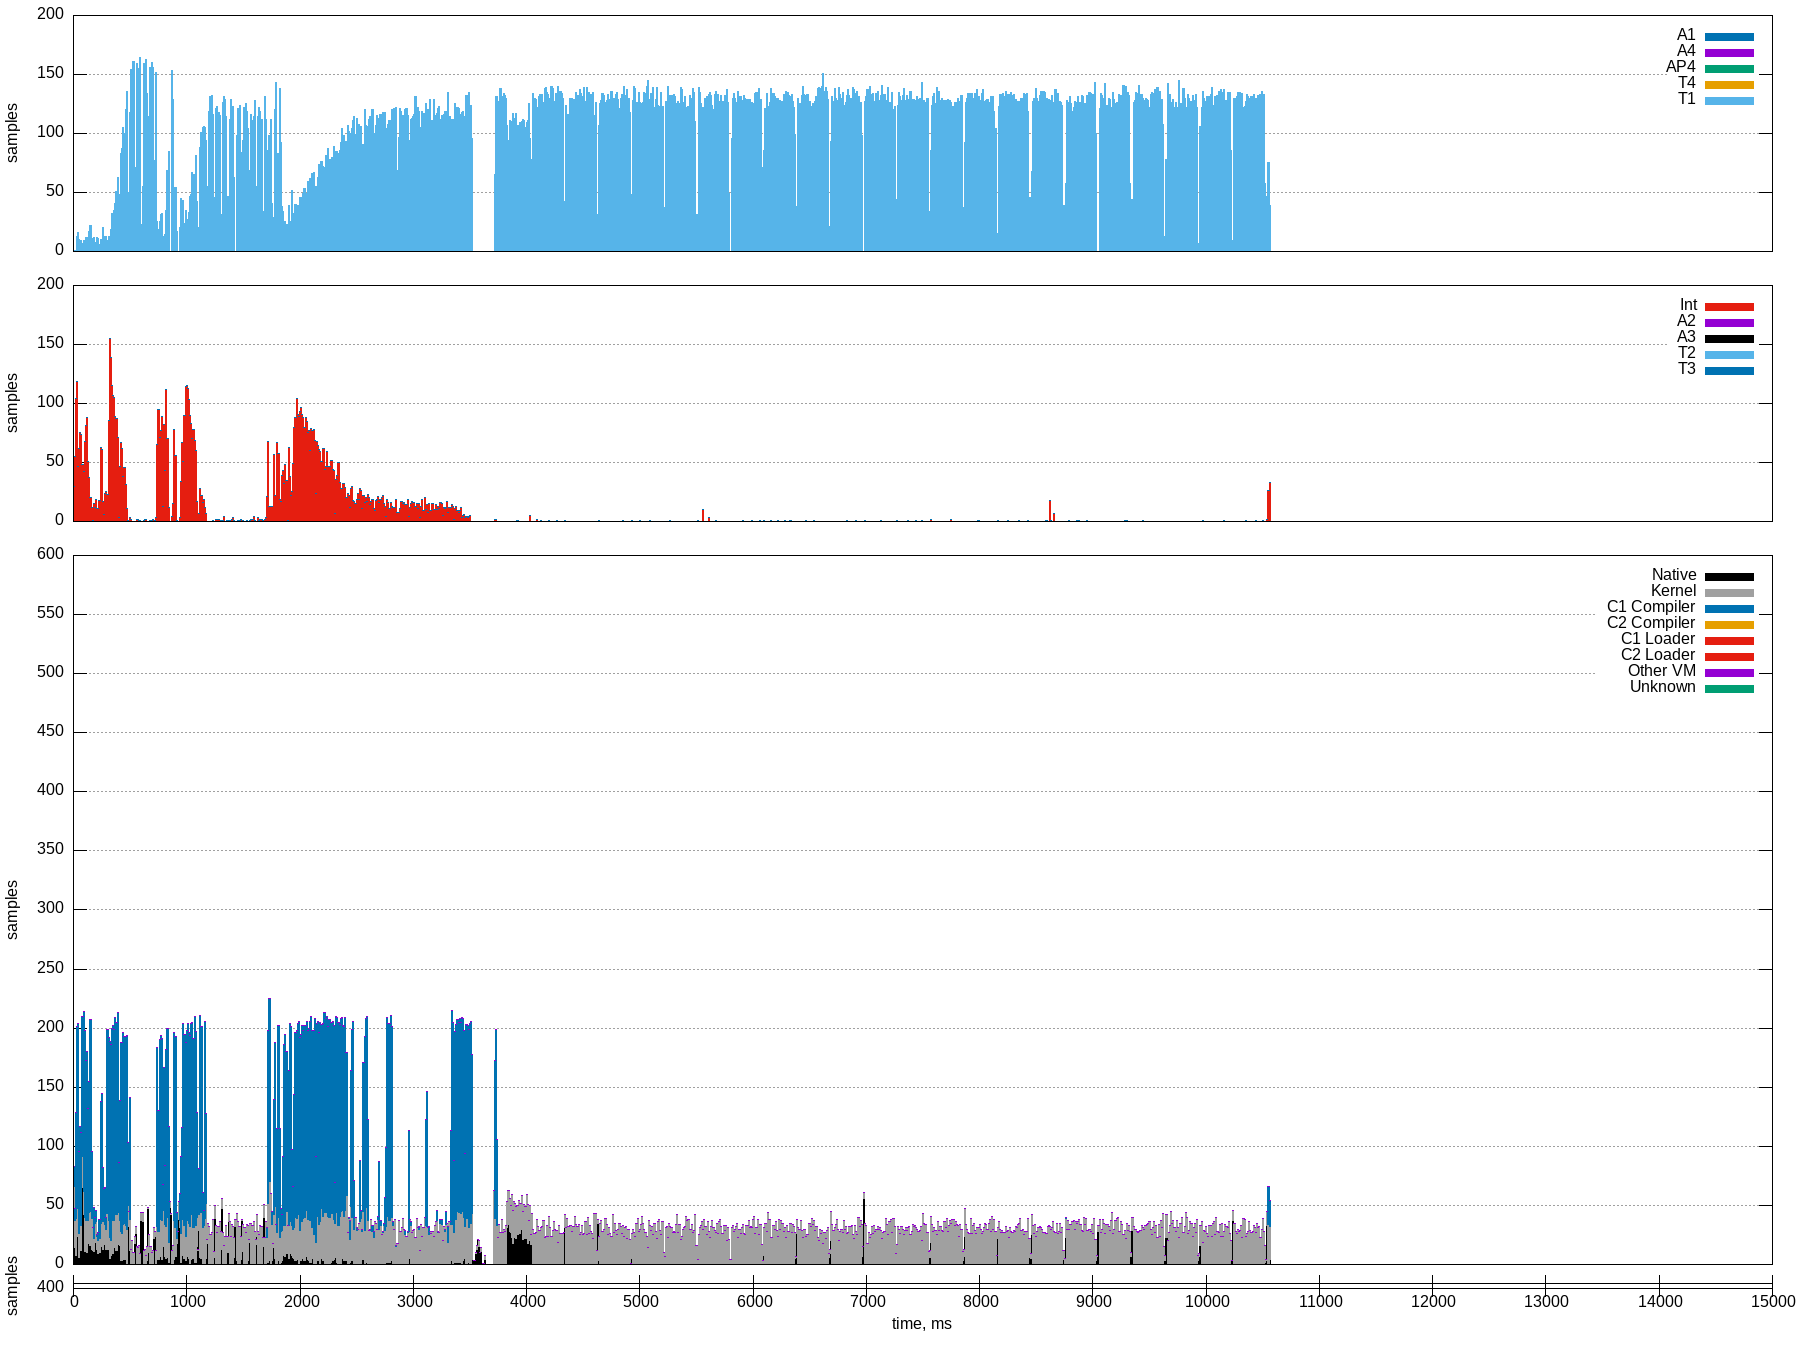 200
150
100
50
0
samples
A1
A4
AP4
T4
T1
200
150
100
50
0
samples
Int
A2
A3
T2
T3
600
550
500
450
400
350
300
250
200
150
100
50
0
samples
Native
Kernel
C1 Compiler
C2 Compiler
C1 Loader
C2 Loader
Other VM
Unknown
400
samples
0 1000 2000 3000 4000 5000 6000 7000 8000 9000 10000 11000 12000 13000 14000 15000
time, ms